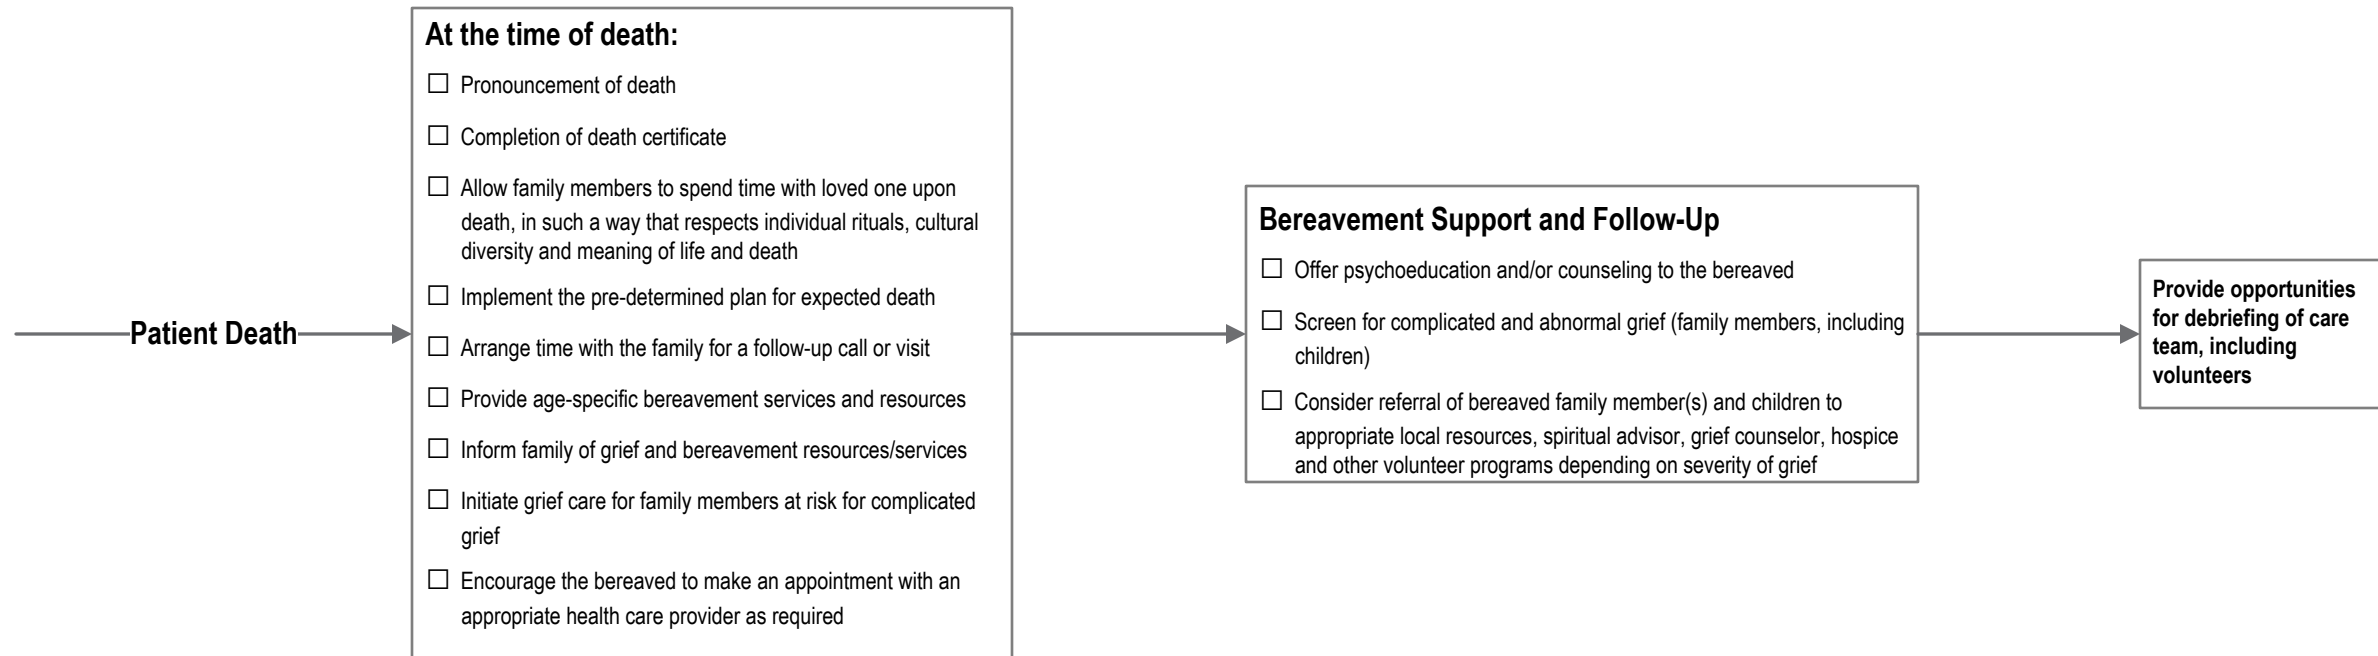 Patient Death
At the time of death:
☐ Pronouncement of death
☐ Completion of death certificate
☐ Allow family members to spend time with loved one upon
death, in such a way that respects individual rituals, cultural
diversity and meaning of life and death
☐ Implement the pre-determined plan for expected death
☐ Arrange time with the family for a follow-up call or visit
☐ Provide age-specific bereavement services and resources
☐ Inform family of grief and bereavement resources/services
☐ Initiate grief care for family members at risk for complicated
grief
☐ Encourage the bereaved to make an appointment with an
appropriate health care provider as required
Bereavement Support and Follow-Up
☐ Offer psychoeducation and/or counseling to the bereaved
☐ Screen for complicated and abnormal grief (family members, including
children)
☐ Consider referral of bereaved family member(s) and children to
appropriate local resources, spiritual advisor, grief counselor, hospice
and other volunteer programs depending on severity of grief
Provide opportunities
for debriefing of care
team, including
volunteers